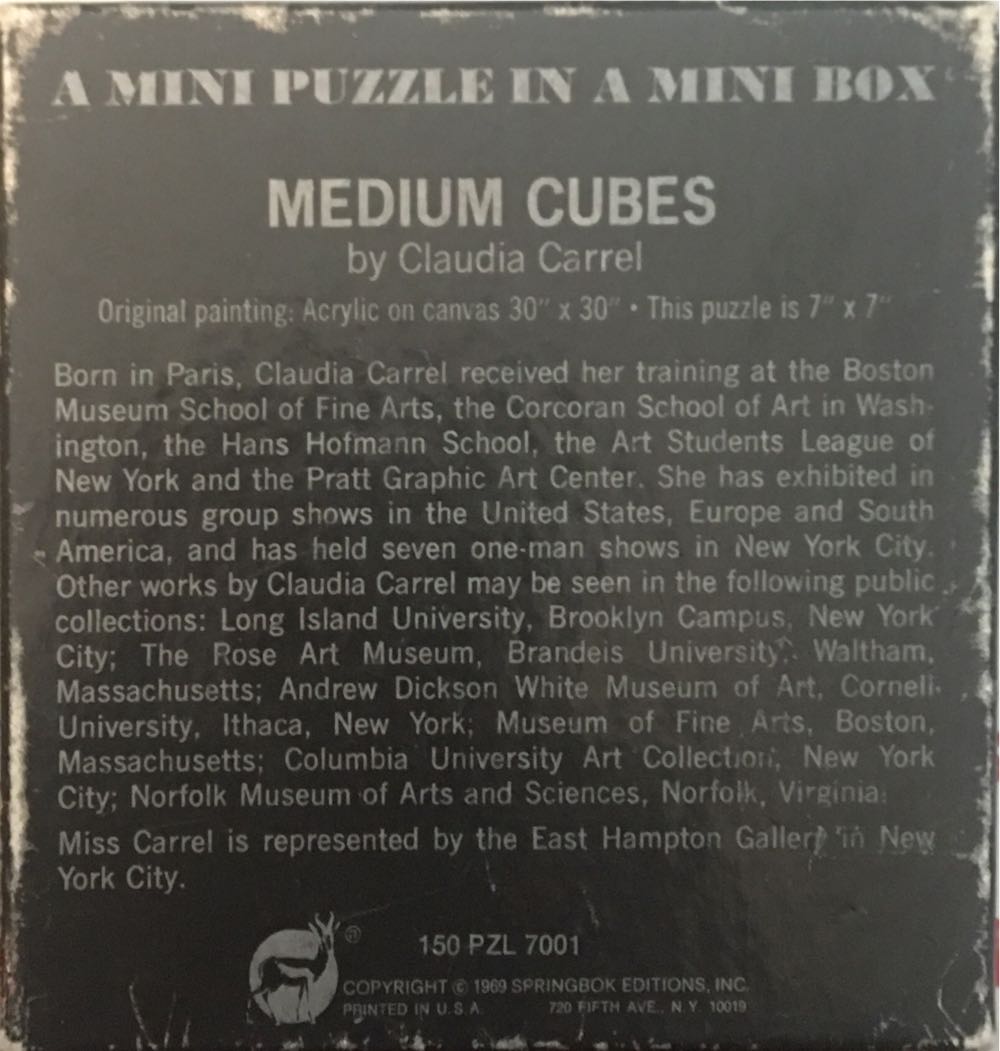 A MINI PUZZLE IN A MINI BOX
MEDIUM CUBES
by Claudia Carrel
Original painting: Acrylic on canvas 30" x 30" • This puzzle is 7" x 7"
Born in Paris, Claudia Carrel received her training at the Boston
Museum School of Fine Arts, the Corcoran School of Art in Wash-
ington, the Hans Hofmann School, the Art Students League of
New York and the Pratt Graphic Art Center. She has exhibited in
numerous group shows in the United States, Europe and South
America, and has held seven one-man shows in New York City.
Other works by Claudia Carrel may be seen in the following public
collections: Long Island University, Brooklyn Campus, New York
City; The Rose Art Museum, Brandeis University, Waltham,
Massachusetts; Andrew Dickson White Museum of Art, Cornell
University, Ithaca, New York; Museum of Fine Arts, Boston,
Massachusetts; Columbia University Art Collection, New York
City; Norfolk Museum of Arts and Sciences, Norfolk, Virginia.
Miss Carrel is represented by the East Hampton Gallery in New
York City.
®
150 PZL 7001
COPYRIGHT © 1969 SPRINGBOK EDITIONS, INC.
PRINTED IN U.S.A. 720 FIFTH AVE., N.Y. 10019